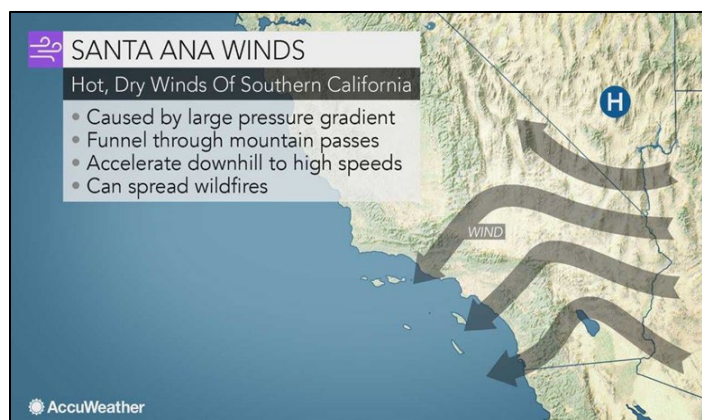 SANTA ANA WINDS
Hot, Dry Winds Of Southern California
• Caused by large pressure gradient
• Funnel through mountain passes
• Accelerate downhill to high speeds
• Can spread wildfires
H
WIND
AccuWeather